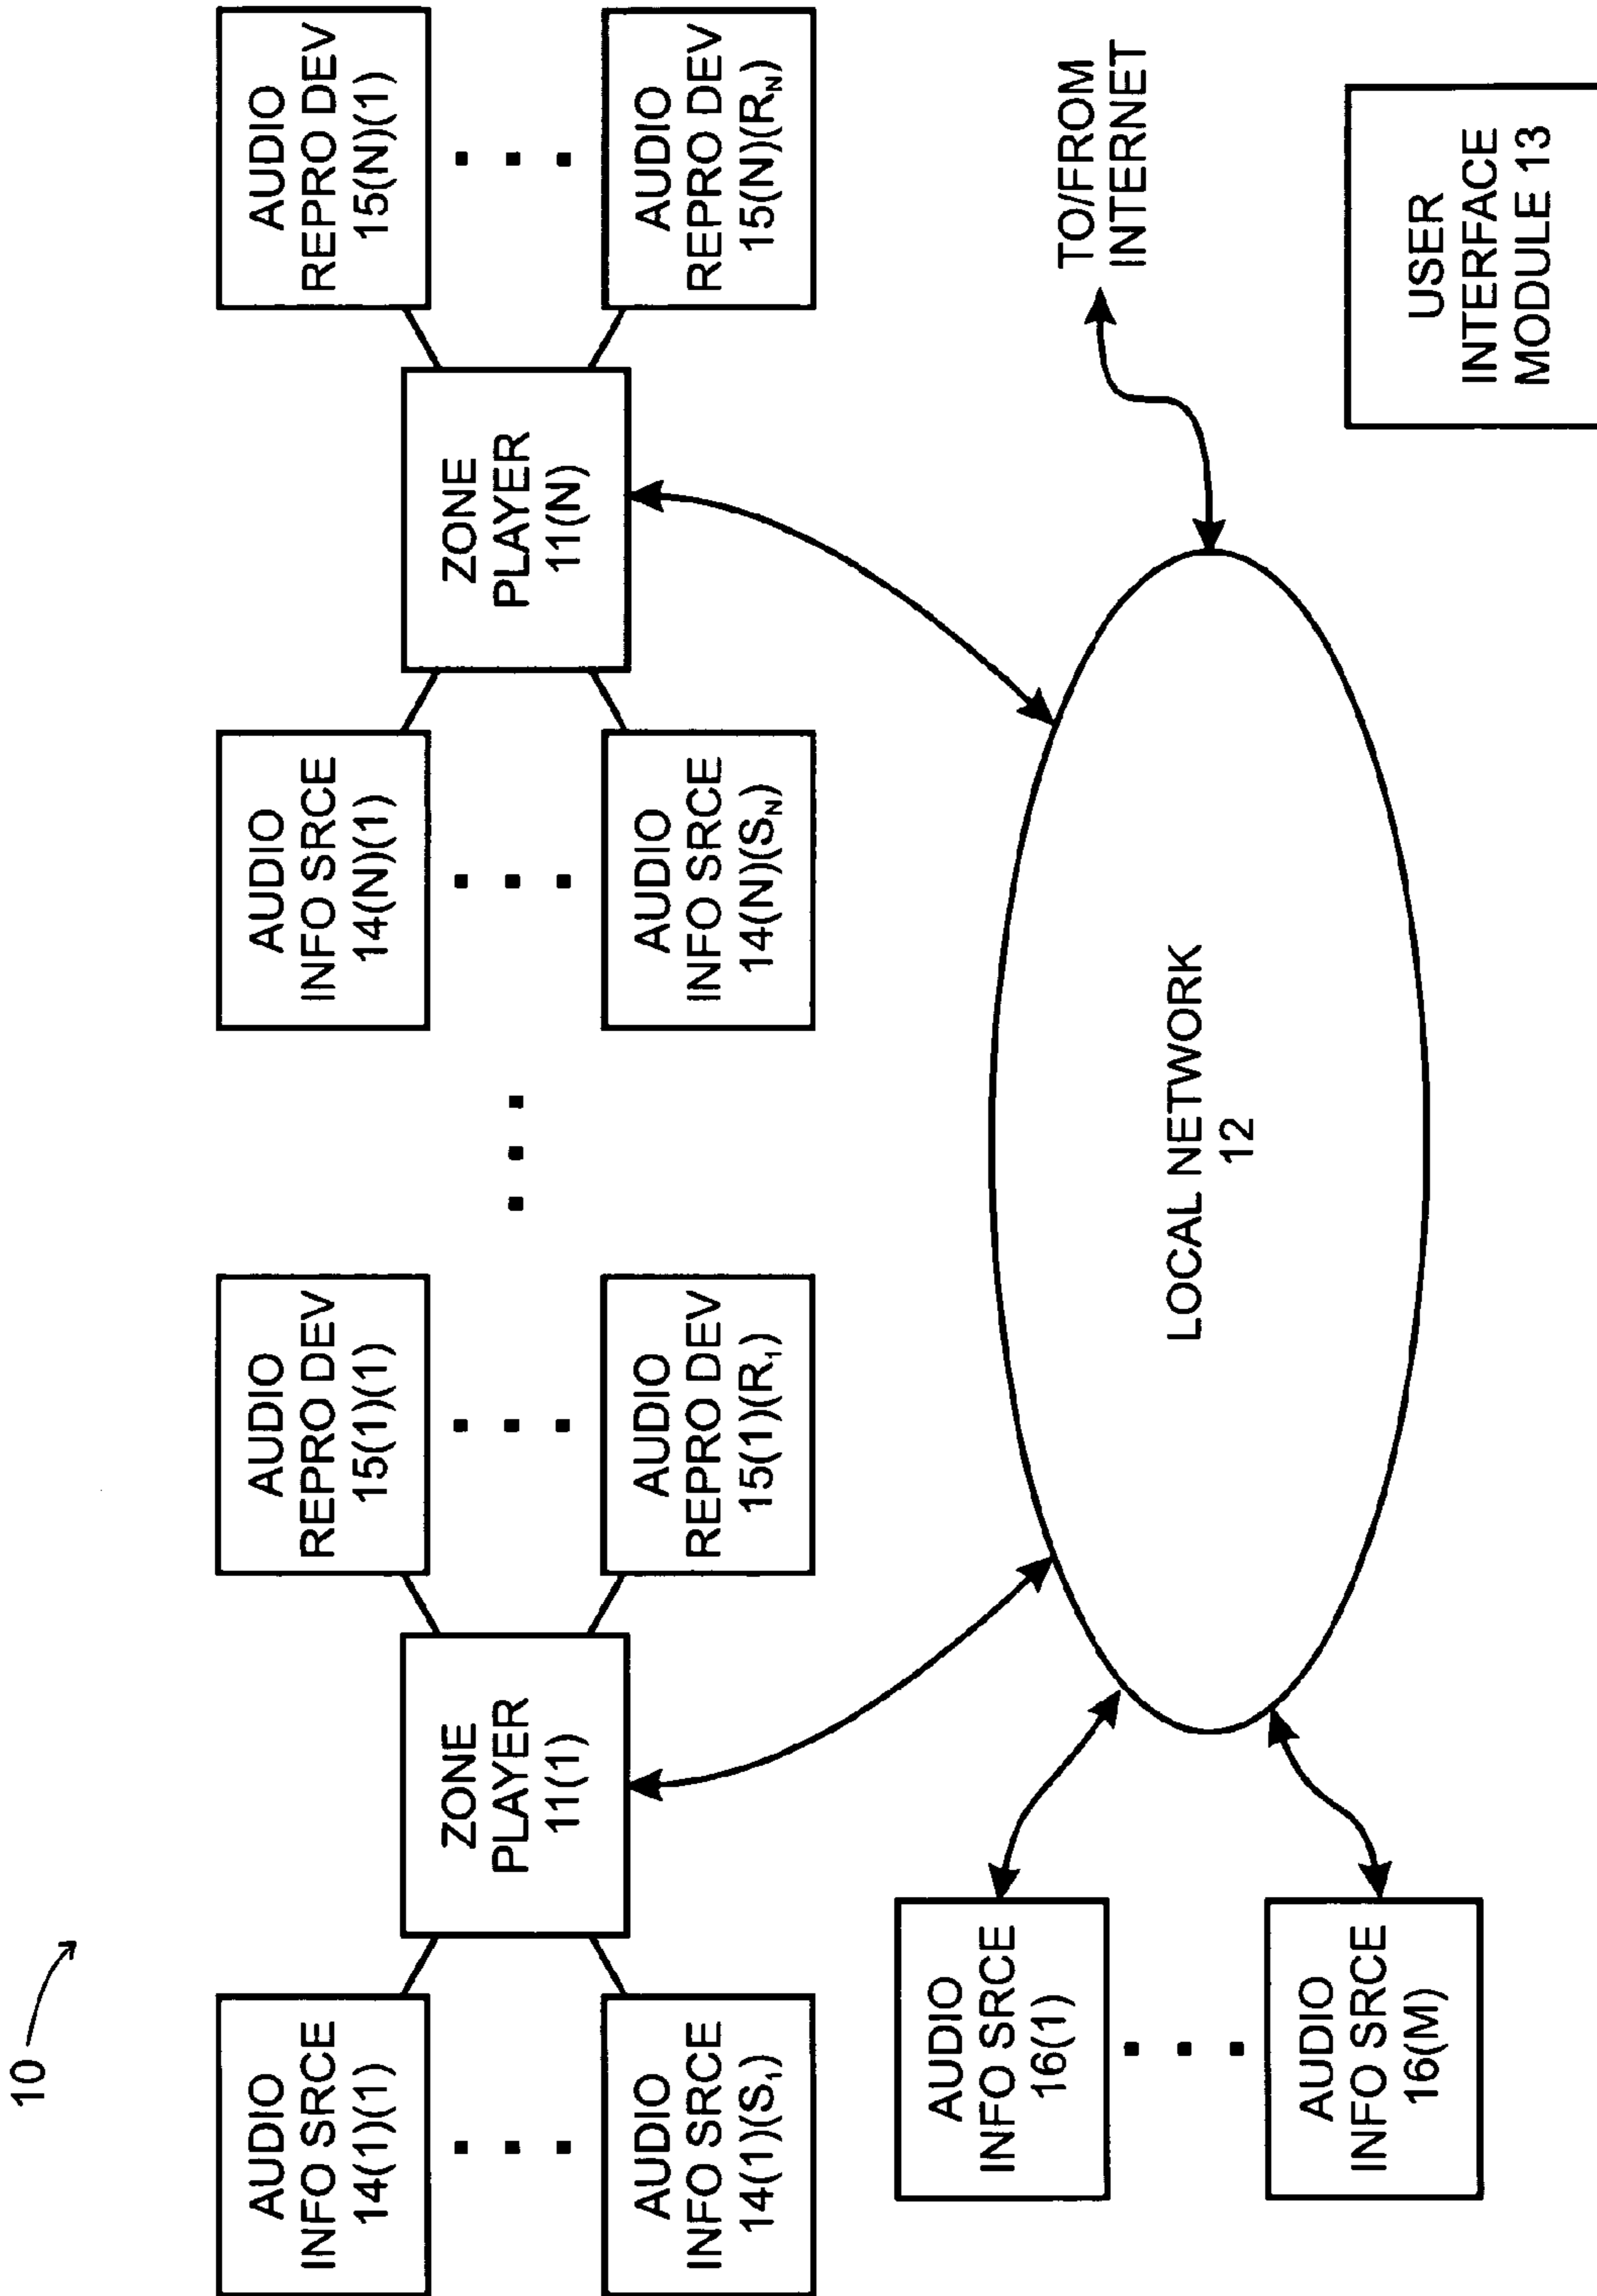 10
AUDIO
INFO SRCE
14(1)(1)
AUDIO
INFO SRCE
14(1)(S₁)
ZONE
PLAYER
11(1)
AUDIO
REPRO DEV
15(1)(1)
AUDIO
REPRO DEV
15(1)(R₁)
AUDIO
INFO SRCE
14(N)(1)
AUDIO
INFO SRCE
14(N)(S_N)
ZONE
PLAYER
11(N)
AUDIO
REPRO DEV
15(N)(1)
AUDIO
REPRO DEV
15(N)(R_N)
AUDIO
INFO SRCE
16(1)
AUDIO
INFO SRCE
16(M)
LOCAL NETWORK
12
TO/FROM
INTERNET
USER
INTERFACE
MODULE 13